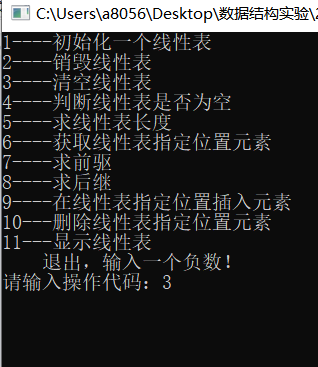 C:\Users\a8056\Desktop\数据结构实验\
1----初始化一个线性表
2----销毁线性表
3----清空线性表
4----判断线性表是否为空
5----求线性表长度
6----获取线性表指定位置元素
7----求前驱
8----求后继
9----在线性表指定位置插入元素
10---删除线性表指定位置元素
11---显示线性表
退出，输入一个负数！
请输入操作代码：3